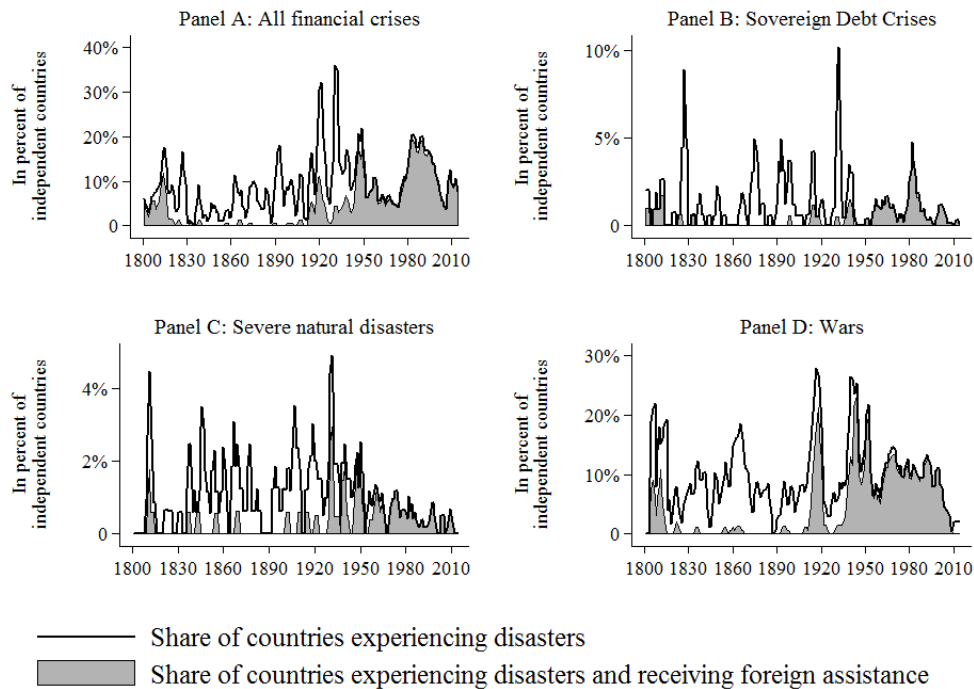 Panel A: All financial crises
In percent of
independent countries
40%
30%
20%
10%
0
1800 1830 1860 1890 1920 1950 1980 2010
Panel B: Sovereign Debt Crises
In percent of
independent countries
10%
5%
0
1800 1830 1860 1890 1920 1950 1980 2010
Panel C: Severe natural disasters
In percent of
independent countries
4%
2%
0
1800 1830 1860 1890 1920 1950 1980 2010
Panel D: Wars
In percent of
independent countries
30%
20%
10%
0
1800 1830 1860 1890 1920 1950 1980 2010
Share of countries experiencing disasters
Share of countries experiencing disasters and receiving foreign assistance